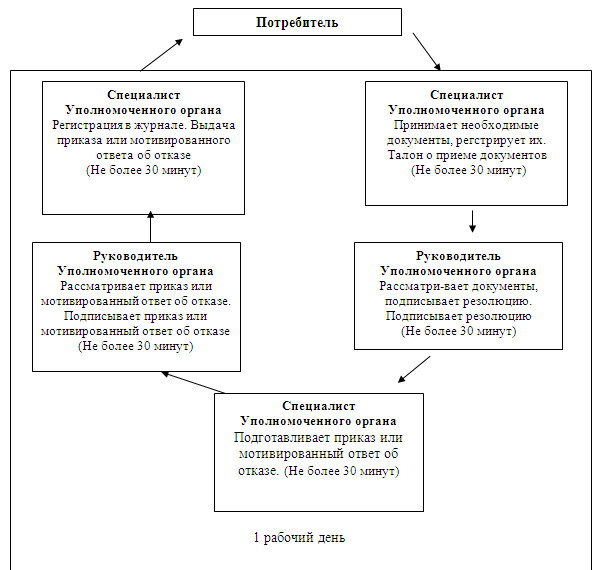 Потребитель
Специалист
Уполномоченного органа
Регистрация в журнале. Выдача
приказа или мотивированного
ответа об отказе
(Не более 30 минут)
Специалист
Уполномоченного органа
Принимает необходимые
документы, регстрирует их.
Талон о приеме документов
(Не более 30 минут)
Руководитель
Уполномоченного органа
Рассматривает приказ или
мотивированный ответ об отказе.
Подписывает приказ или
мотивированный ответ об отказе
(Не более 30 минут)
Руководитель
Уполномоченного органа
Рассматри-вает документы,
подписывает резолюцию.
Подписывает резолюцию
(Не более 30 минут)
Специалист
Уполномоченного органа
Подготавливает приказ или
мотивированный ответ об
отказе. (Не более 30 минут)
1 рабочий день